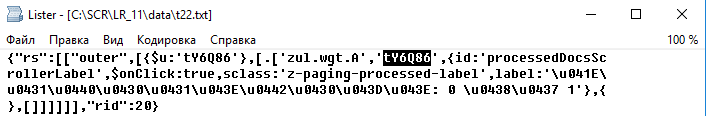 Lister - [C:\SCR\LR_11\data\t22.txt]
Файл Правка Вид Кодировка Справка 100 %
{"rs":[["outer",[{$u:'tY6Q86'},[.['zul.wgt.A','tY6Q86',{id:'processedDocsSc
rollerLabel',$onClick:true,sclass:'z-paging-processed-label',label:'\u041E\
\u0431\u0440\u0430\u0431\u043E\u0442\u0430\u043D\u043E: 0 \u0438\u0437 1'},{
},[]]]]]],"rid":20}